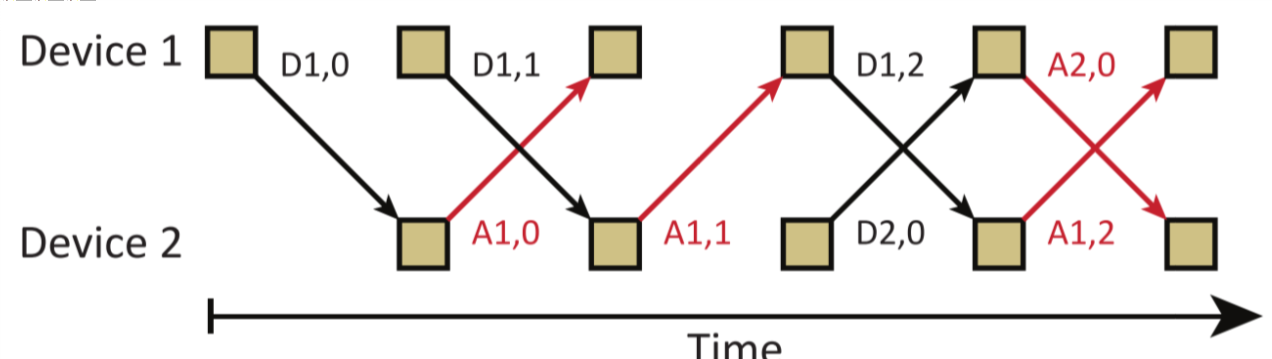 Device 1
D1,0
D1,1
D1,2
A2,0
Device 2
A1,0
A1,1
D2,0
A1,2
Time